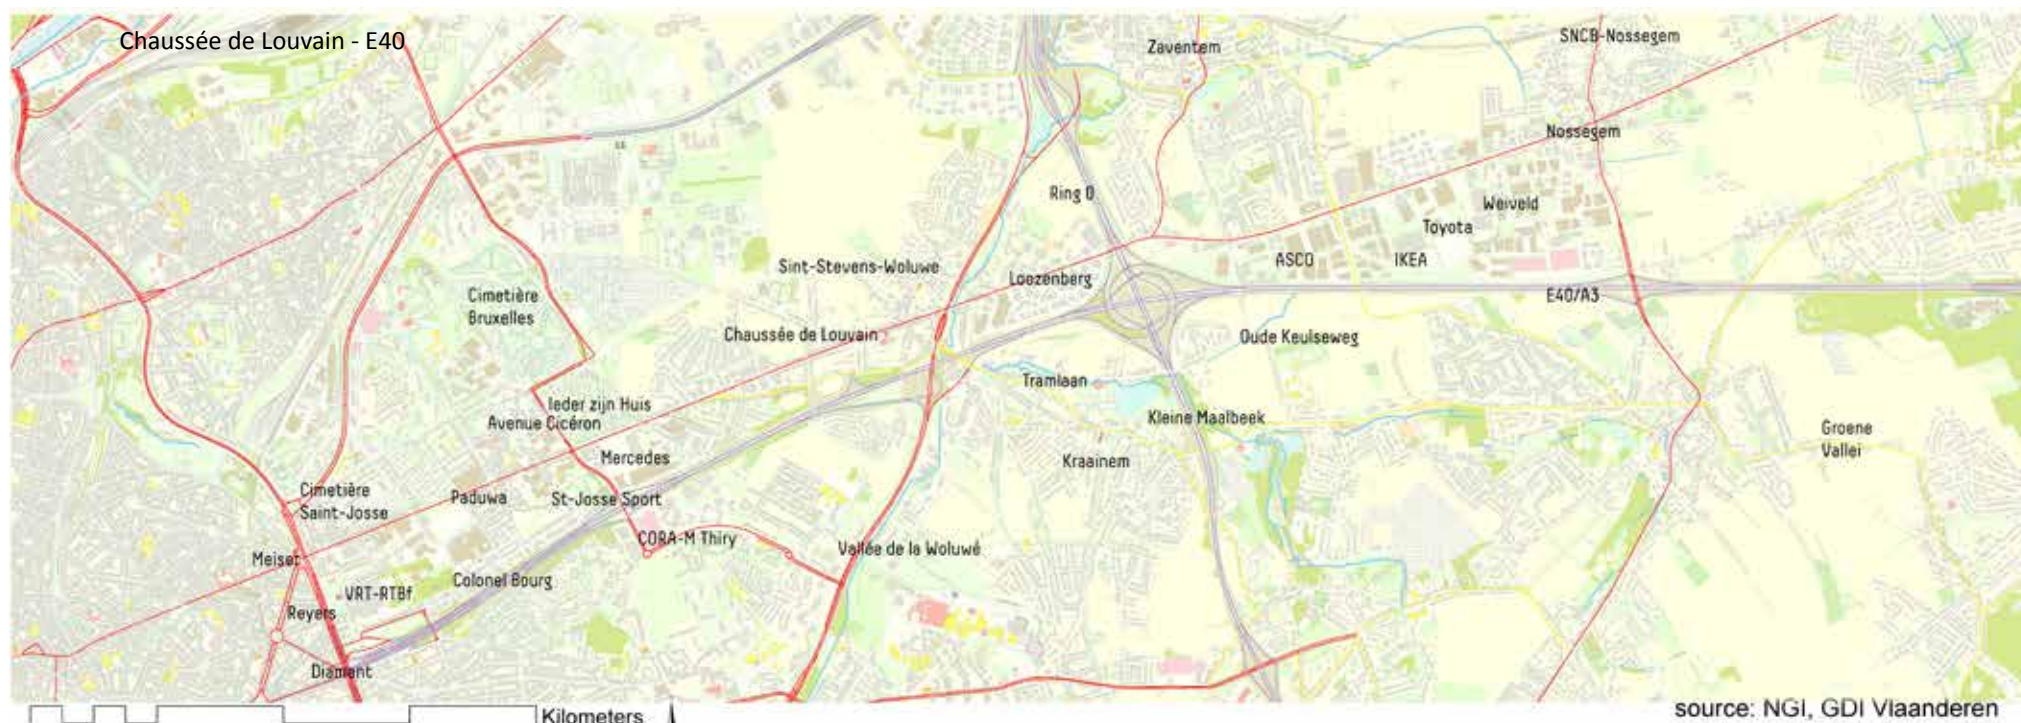 Chaussée de Louvain - E40
Zaventem
SNCB-Nossegem
Nossegem
Ring 0
Weiveld
Toyota
Sint-Stevens-Woluwe
ASCO
IKEA
Loozenberg
Cimetière
Bruxelles
E40/A3
Chaussée de Louvain
Oude Keulseweg
Tramlaan
Ieder zijn Huis
Avenue Cicéron
Kleine Maalbeek
Groene
Vallei
Mercedes
Kraainem
Cimetière
Saint-Josse
Paduwa
St-Josse Sport
CORA-M Thiry
Vallée de la Woluwé
Meiser
Colonel Bourg
VRT-RTBf
Reyers
Diamant
Kilometers
source: NGI, GDI Vlaanderen